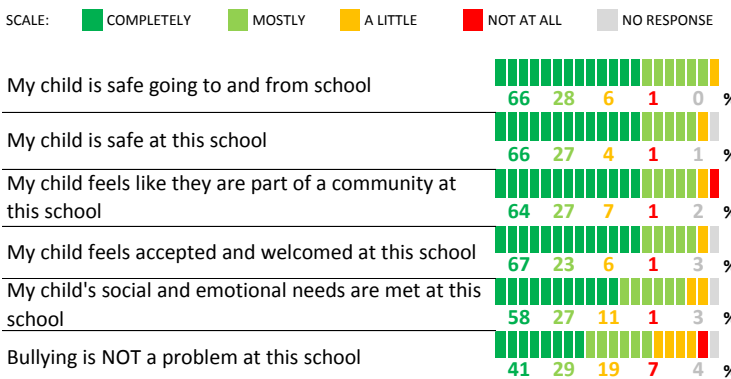 SCALE: COMPLETELY MOSTLY A LITTLE NOT AT ALL NO RESPONSE
My child is safe going to and from school
66 28 6 1 0 %
My child is safe at this school
66 27 4 1 1 %
My child feels like they are part of a community at
this school
64 27 7 1 2 %
My child feels accepted and welcomed at this school
67 23 6 1 3 %
My child's social and emotional needs are met at this
school
58 27 11 1 3 %
Bullying is NOT a problem at this school
41 29 19 7 4 %